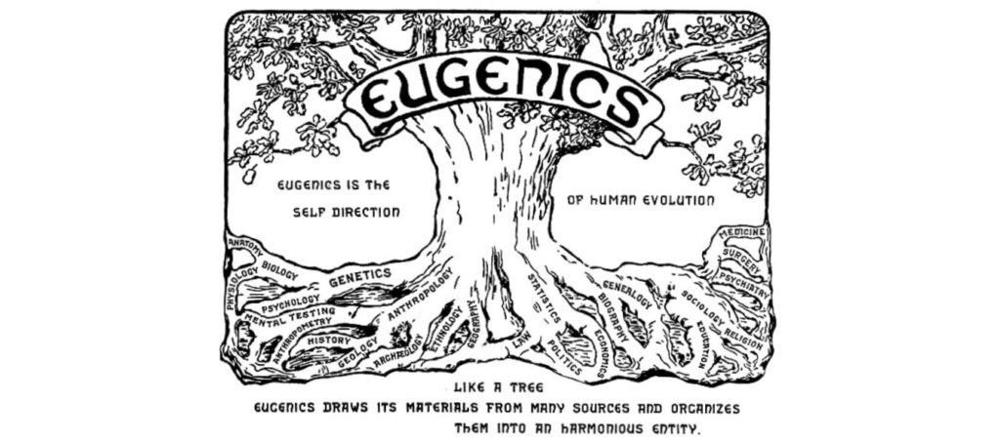 EUGENICS
EUGENICS IS THE
SELF DIRECTION
OF HUMAN EVOLUTION
ANATOMY
PHYSIOLOGY
BIOLOGY
GENETICS
PSYCHOLOGY
MENTAL TESTING
ANTHROPOMETRY
HISTORY
ANTHROPOLOGY
GEOLOGY
ARCHÆOLOGY
ETHNOLOGY
GEOGRAPHY
LAW
STATISTICS
POLITICS
ECONOMICS
BIOGRAPHY
GENEALOGY
EDUCATION
SOCIOLOGY
RELIGION
PSYCHIATRY
SURGERY
MEDICINE
LIKE A TREE
EUGENICS DRAWS ITS MATERIALS FROM MANY SOURCES AND ORGANIZES
THEM INTO AN HARMONIOUS ENTITY.